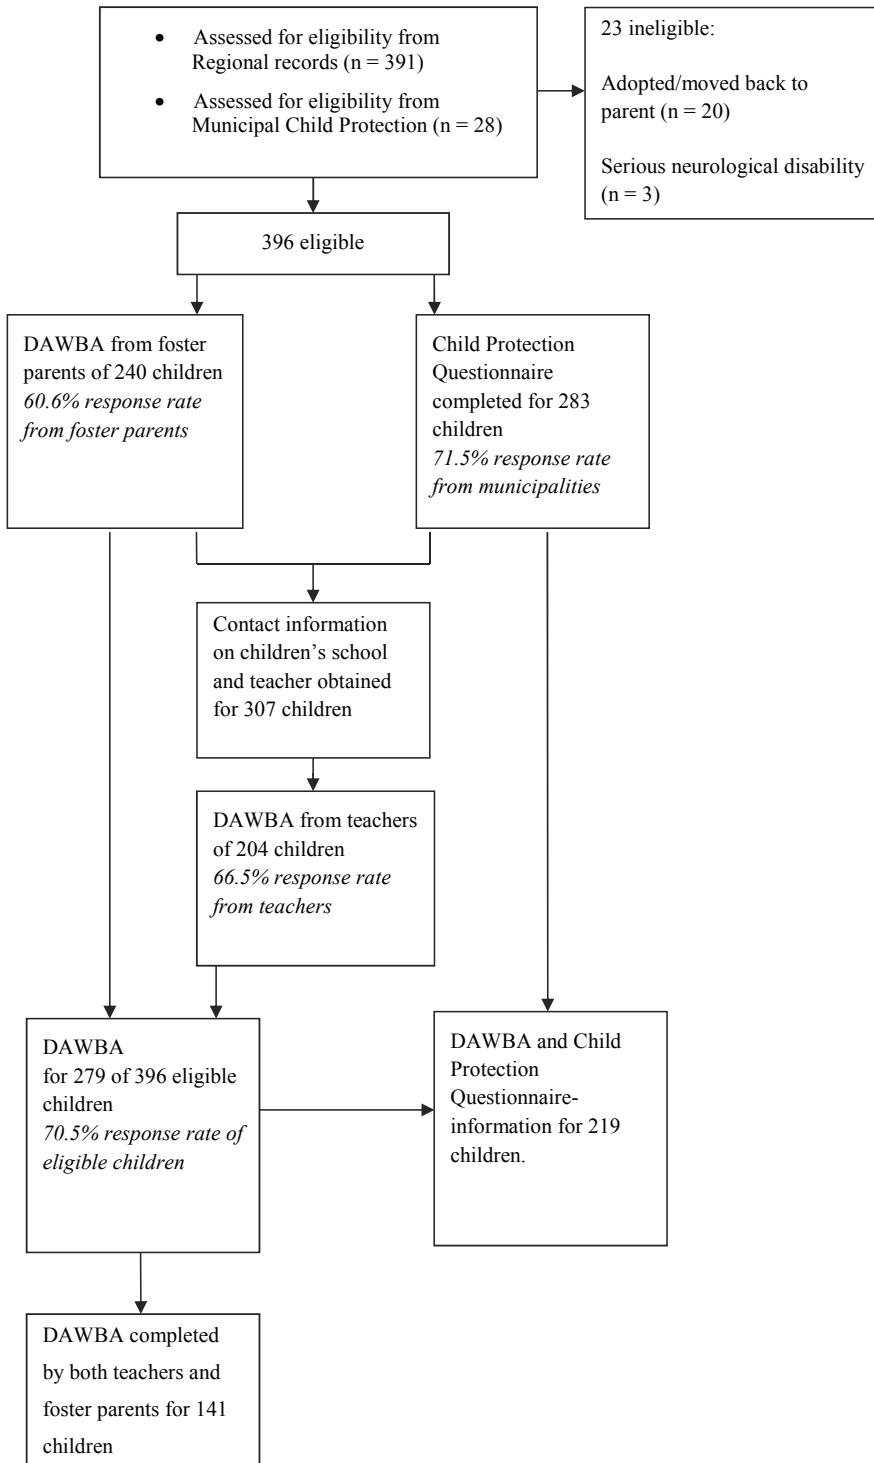 • Assessed for eligibility from
Regional records (n = 391)
• Assessed for eligibility from
Municipal Child Protection (n = 28)
23 ineligible:
Adopted/moved back to
parent (n = 20)
Serious neurological disability
(n = 3)
396 eligible
DAWBA from foster
parents of 240 children
60.6% response rate
from foster parents
Child Protection
Questionnaire
completed for 283
children
71.5% response rate
from municipalities
Contact information
on children’s school
and teacher obtained
for 307 children
DAWBA from teachers
of 204 children
66.5% response rate
from teachers
DAWBA
for 279 of 396 eligible
children
70.5% response rate of
eligible children
DAWBA and Child
Protection
Questionnaire-
information for 219
children.
DAWBA completed
by both teachers and
foster parents for 141
children